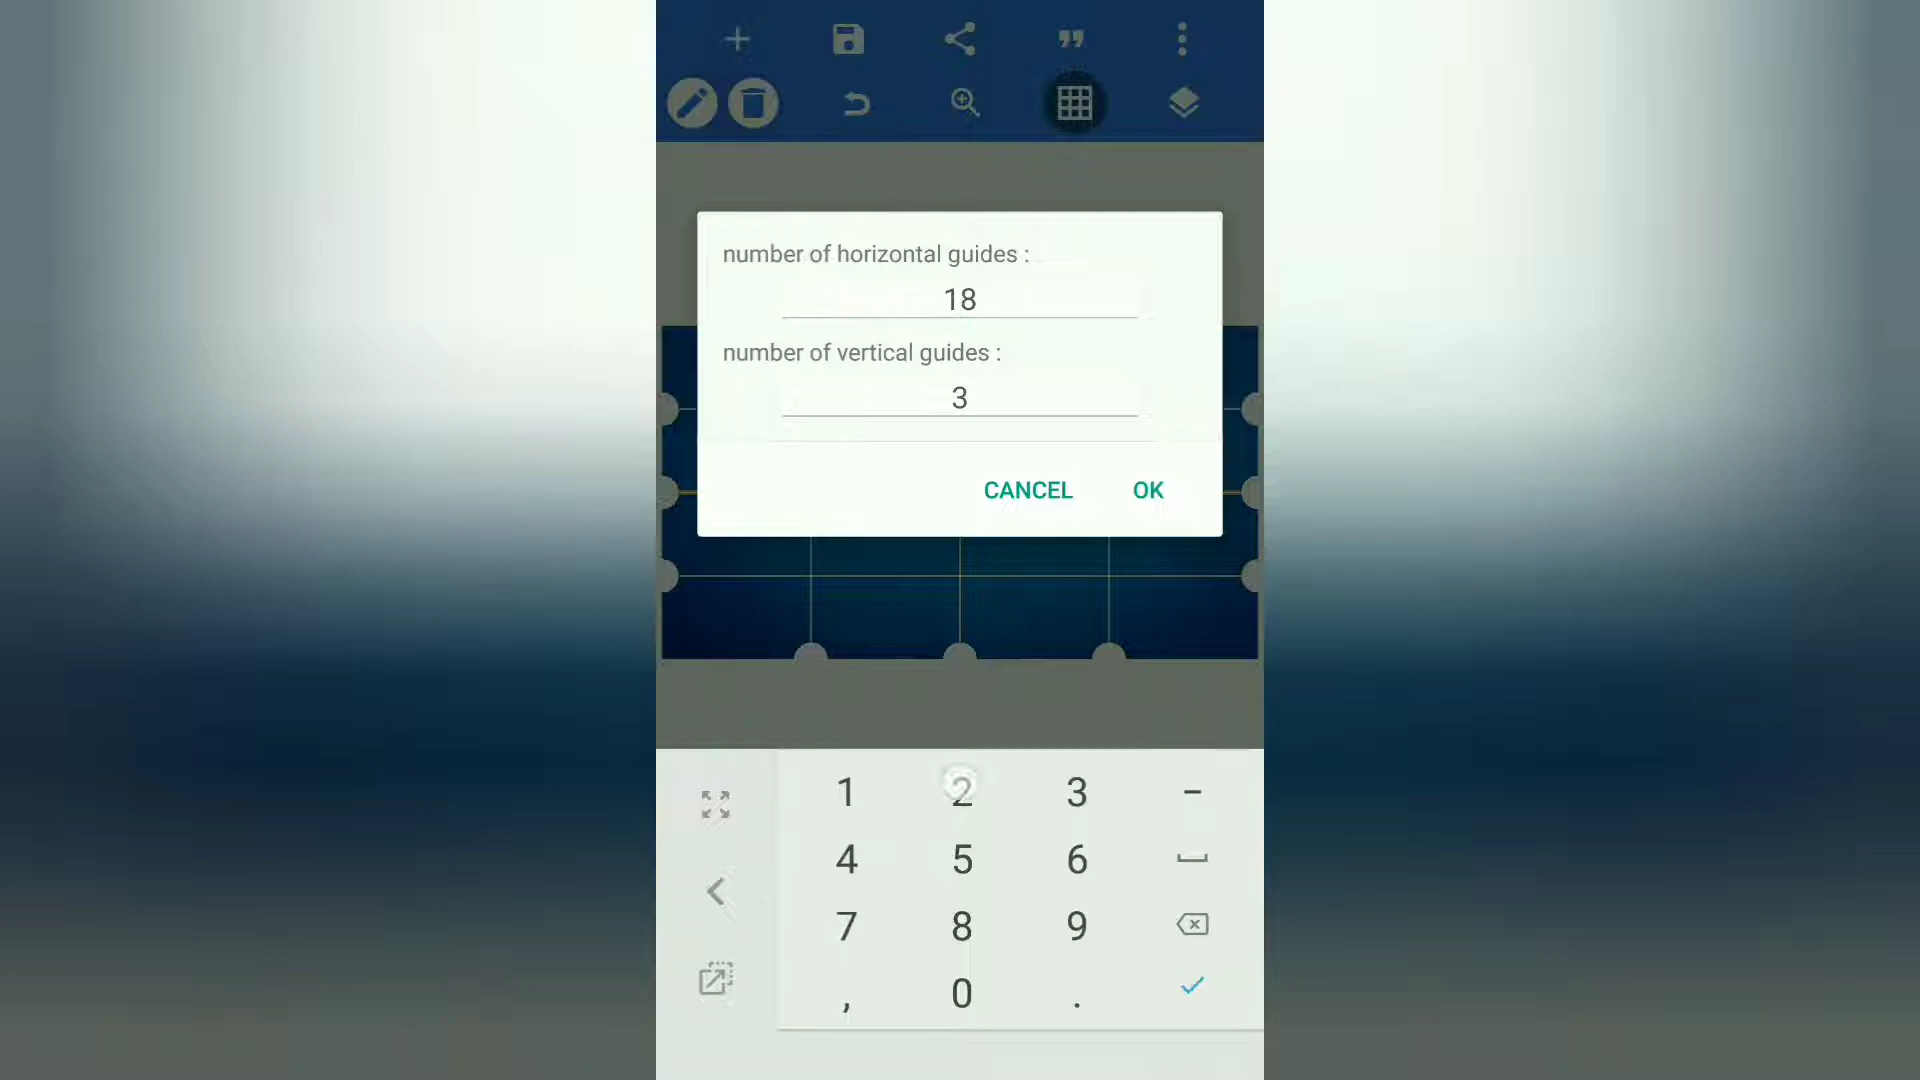 number of horizontal guides :
18
number of vertical guides :
3
CANCEL OK
1 2 3 -
4 5 6
7 8 9
, 0 .